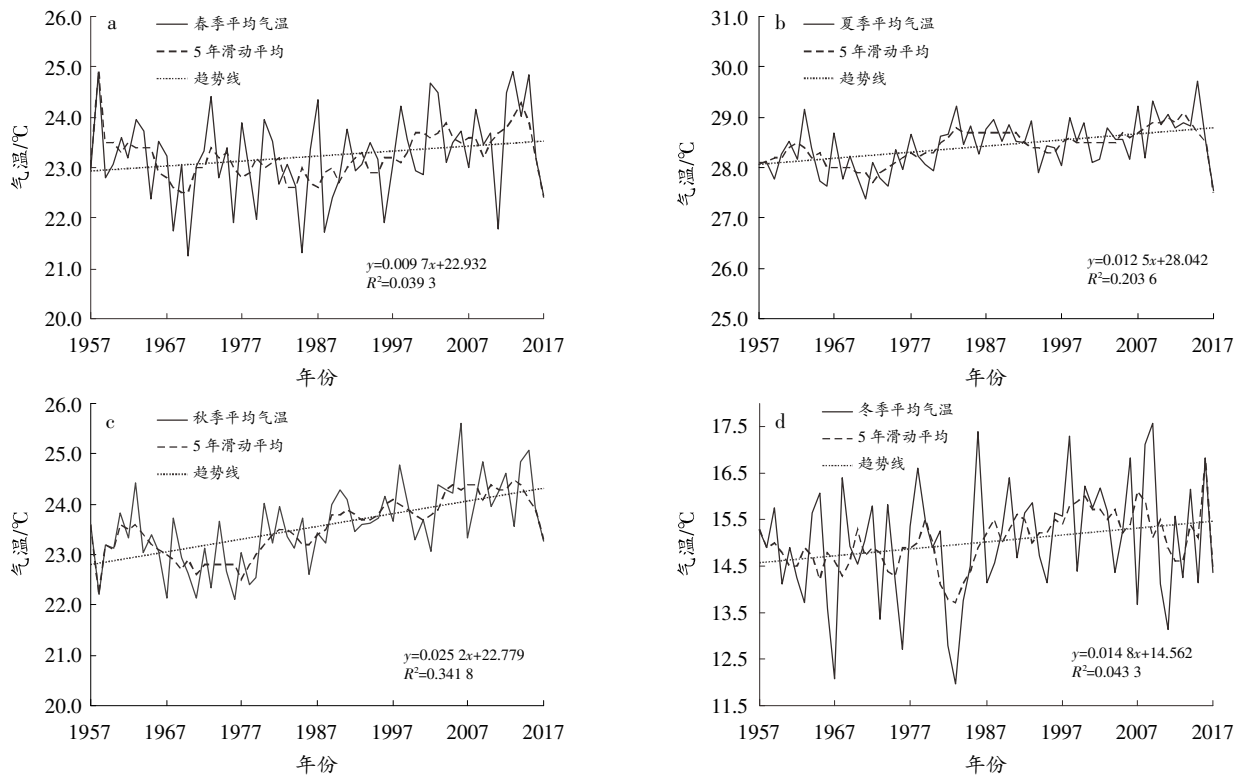 a
春季平均气温
5 年滑动平均
趋势线
26.0
25.0
24.0
23.0
22.0
21.0
20.0
气温/℃
y=0.009 7x+22.932
R²=0.039 3
1957 1967 1977 1987 1997 2007 2017
年份
b
夏季平均气温
5 年滑动平均
趋势线
31.0
30.0
29.0
28.0
27.0
26.0
25.0
气温/℃
y=0.012 5x+28.042
R²=0.203 6
1957 1967 1977 1987 1997 2007 2017
年份
c
秋季平均气温
5 年滑动平均
趋势线
26.0
25.0
24.0
23.0
22.0
21.0
20.0
气温/℃
y=0.025 2x+22.779
R²=0.341 8
1957 1967 1977 1987 1997 2007 2017
年份
d
冬季平均气温
5 年滑动平均
趋势线
17.5
16.5
15.5
14.5
13.5
12.5
11.5
气温/℃
y=0.014 8x+14.562
R²=0.043 3
1957 1967 1977 1987 1997 2007 2017
年份